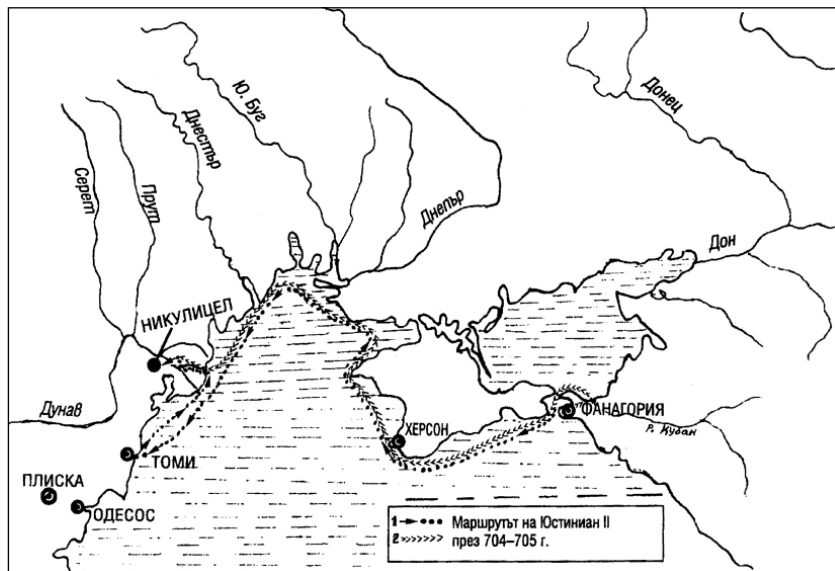 Донец
Ю. Буг
Днестър
Серет
Прут
Днепър
Дон
НИКУЛИЦЕЛ
Дунав
ФАНАГОРИЯ
ХЕРСОН
Р. Кубан
ТОМИ
ПЛИСКА
ОДЕСОС
1 Маршрутът на Юстиниан II
2 през 704–705 г.